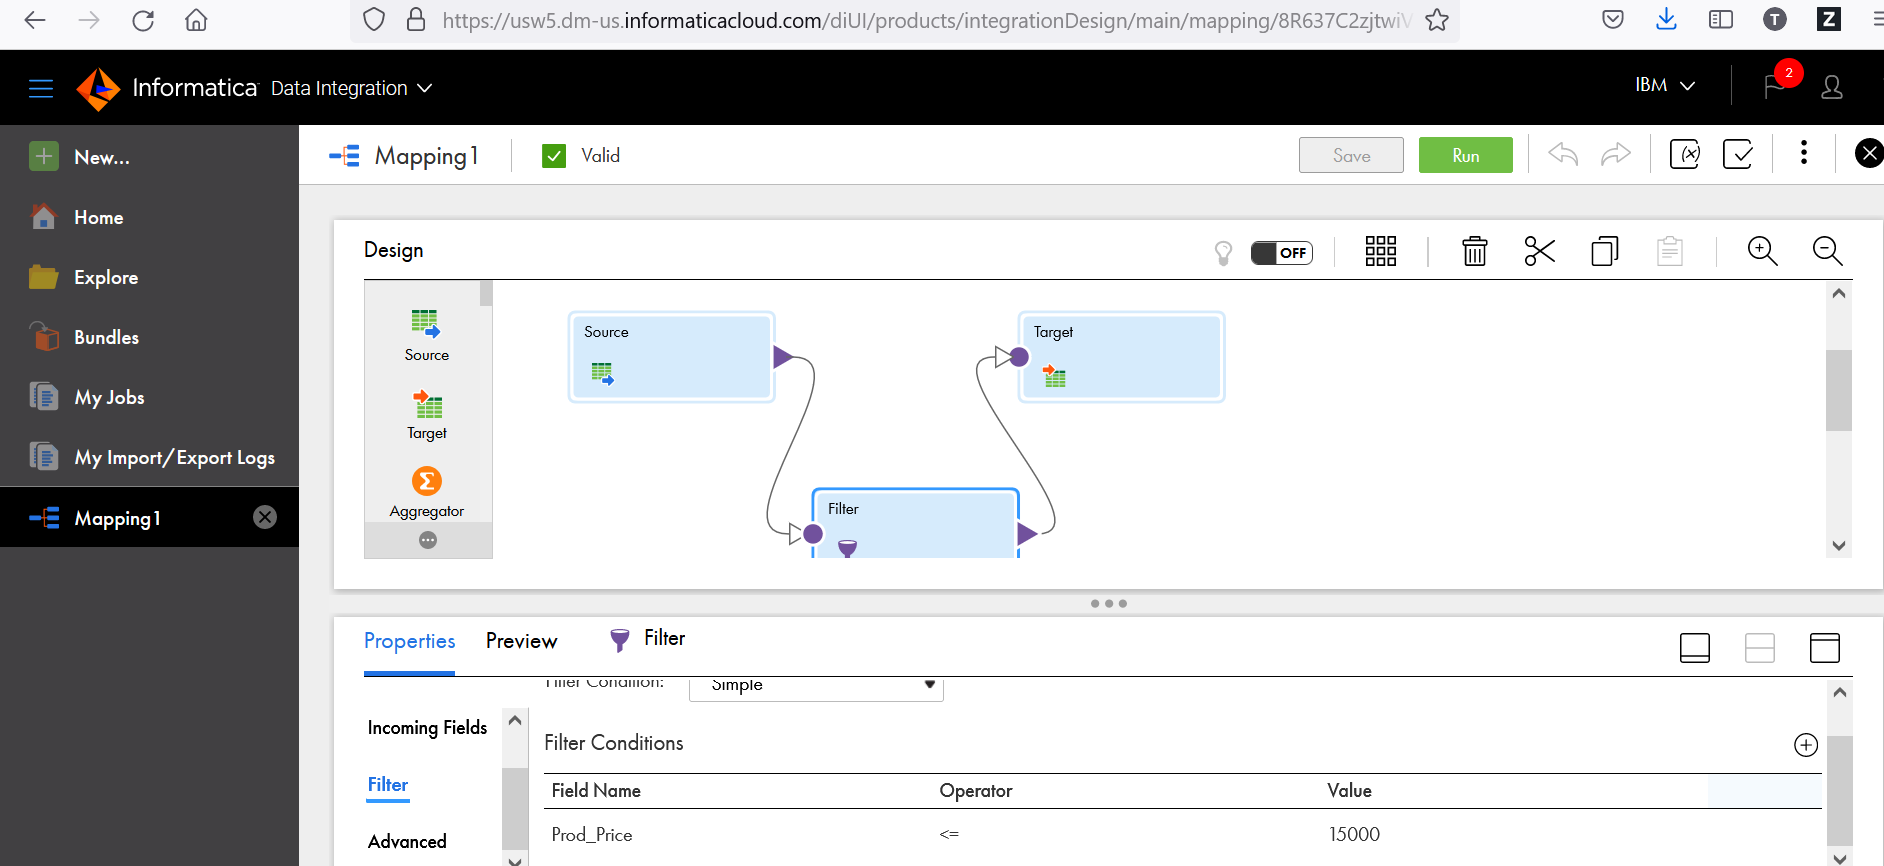 https://usw5.dm-us.informaticacloud.com/diUI/products/integrationDesign/main/mapping/8R637C2zjtwiV
T
Z
Informatica Data Integration
IBM
2
New...
Home
Explore
Bundles
My Jobs
My Import/Export Logs
Mapping1
Mapping1
Valid
Save
Run
(x)
Design
OFF
Source
Target
Σ
Aggregator
Source
Target
Filter
Properties
Preview
Filter
Filter Condition:
Simple
Incoming Fields
Filter
Advanced
Filter Conditions
Field Name Operator Value
Prod_Price <= 15000